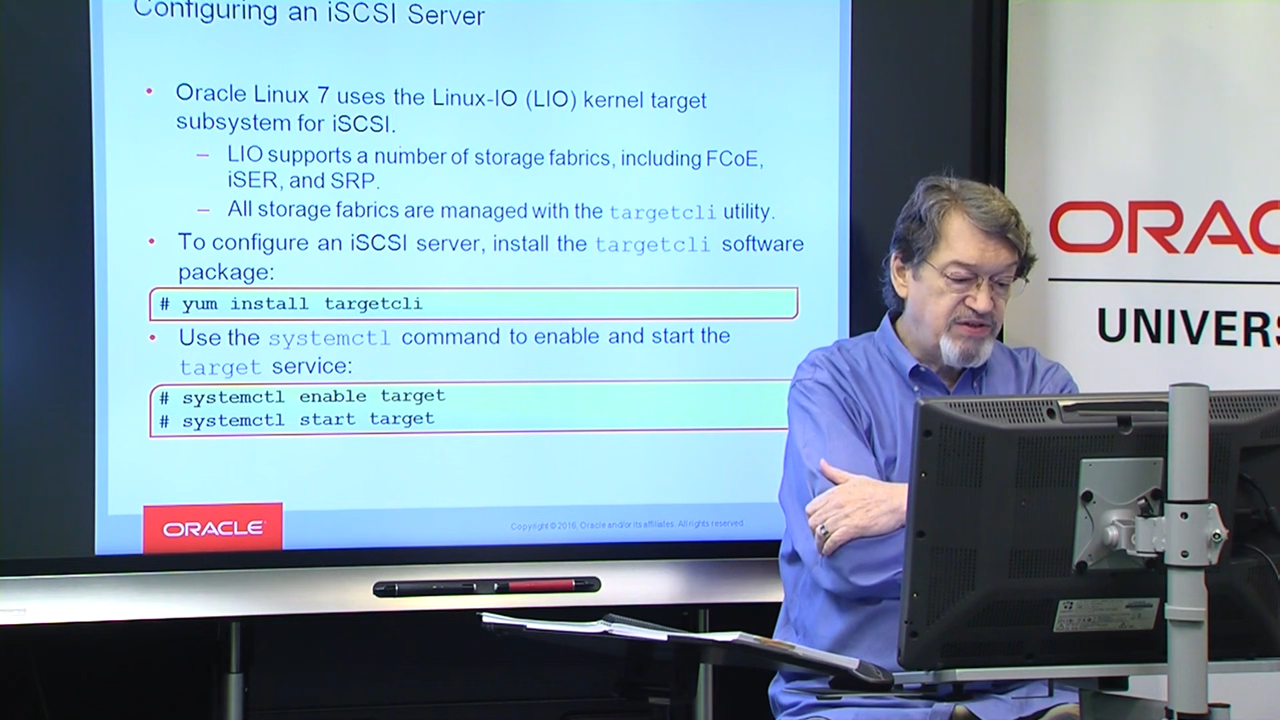 Configuring an iSCSI Server
• Oracle Linux 7 uses the Linux-IO (LIO) kernel target
subsystem for iSCSI.
– LIO supports a number of storage fabrics, including FCoE,
iSER, and SRP.
– All storage fabrics are managed with the targetcli utility.
• To configure an iSCSI server, install the targetcli software
package:
# yum install targetcli
• Use the systemctl command to enable and start the
target service:
# systemctl enable target
# systemctl start target
ORACLE
Copyright © 2016, Oracle and/or its affiliates. All rights reserved.
ORAC
UNIVERS